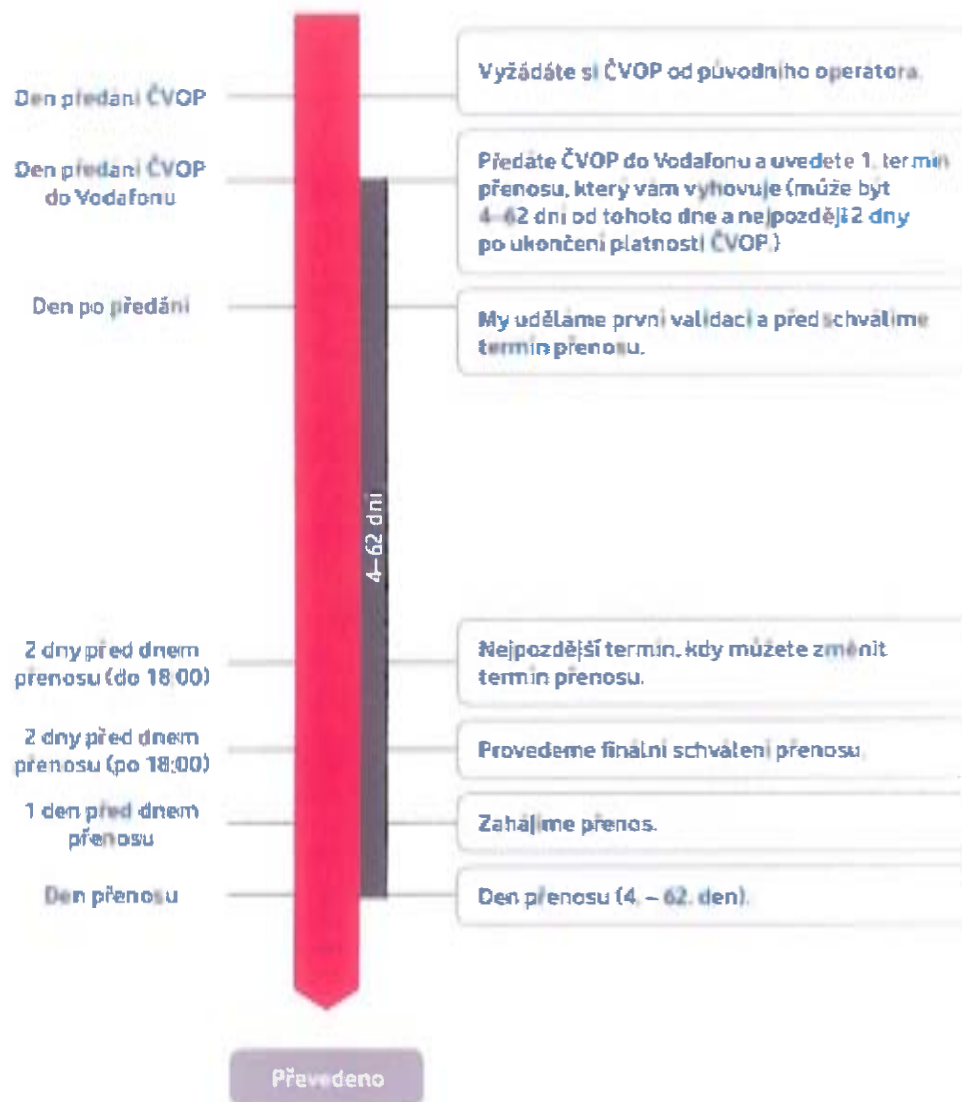 Den předání ČVOP
Vyžádáte si ČVOP od původního operátora.
Den předání ČVOP
do Vodafonu
Předáte ČVOP do Vodafonu a uvedete 1. termín
přenosu, který vám vyhovuje (může být
4–62 dní od tohoto dne a nejpozději 2 dny
po ukončení platnosti ČVOP.)
Den po předání
My uděláme první validaci a předschválíme
termín přenosu.
4–62 dní
2 dny před dnem
přenosu (do 18:00)
Nejpozdější termín, kdy můžete změnit
termín přenosu.
2 dny před dnem
přenosu (po 18:00)
Provedeme finální schválení přenosu.
1 den před dnem
přenosu
Zahájíme přenos.
Den přenosu
Den přenosu (4. – 62. den).
Převedeno